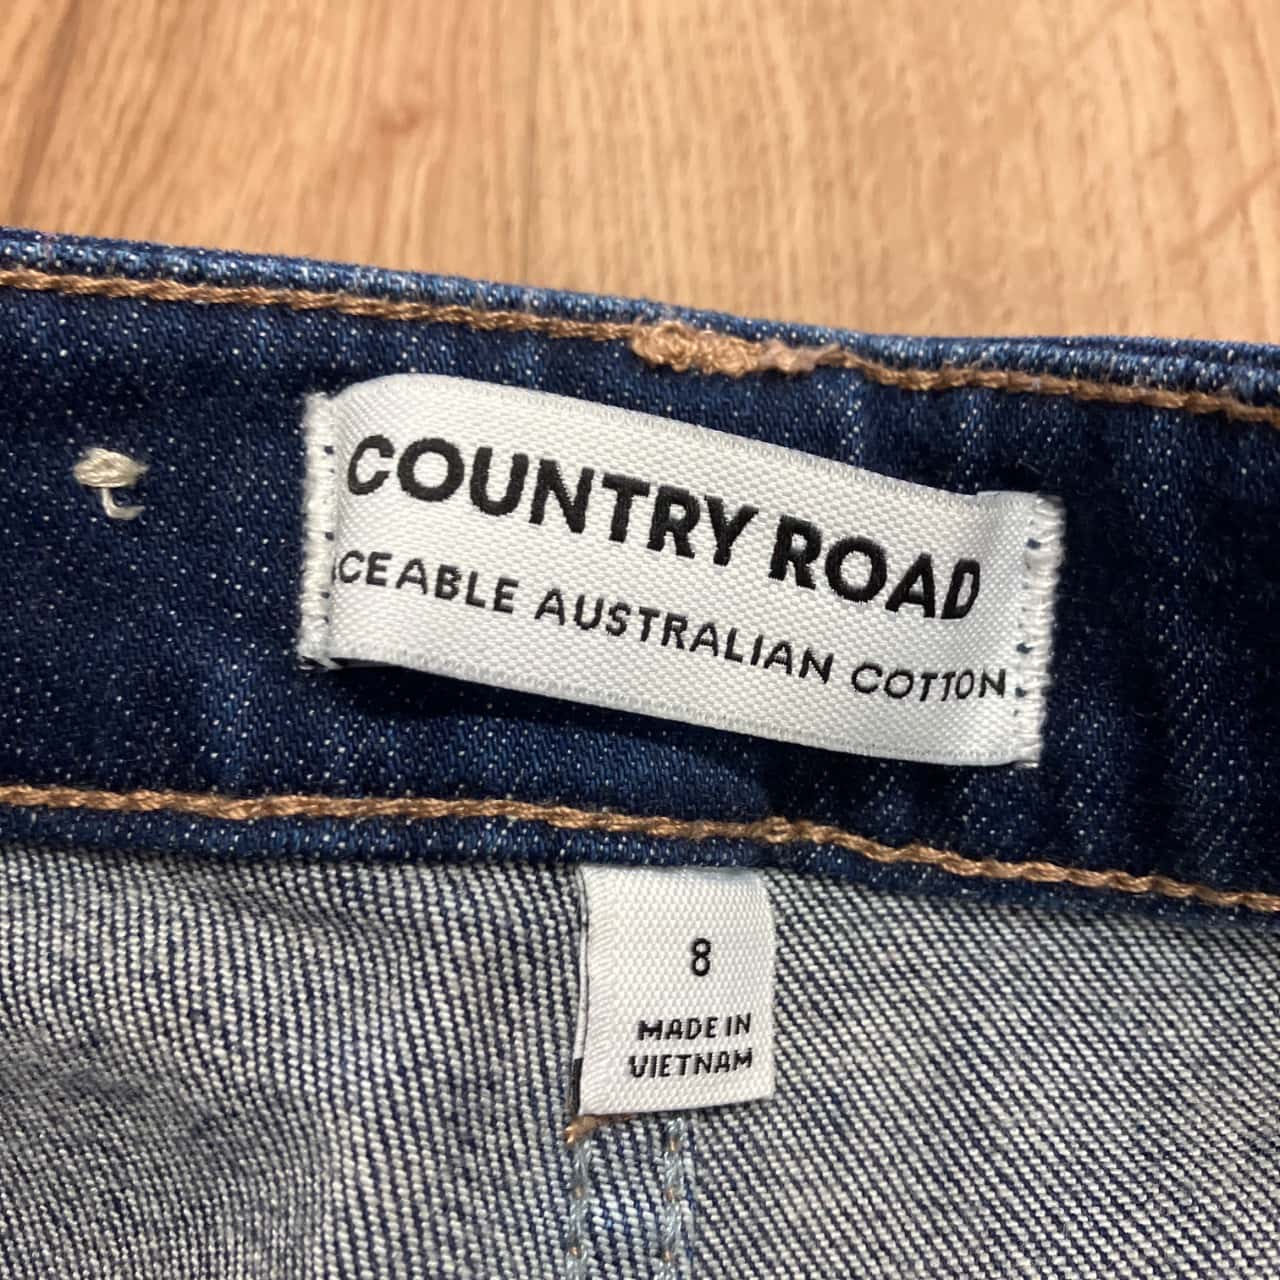 COUNTRY ROAD
CEABLE AUSTRALIAN COTTON
8
MADE IN
VIETNAM